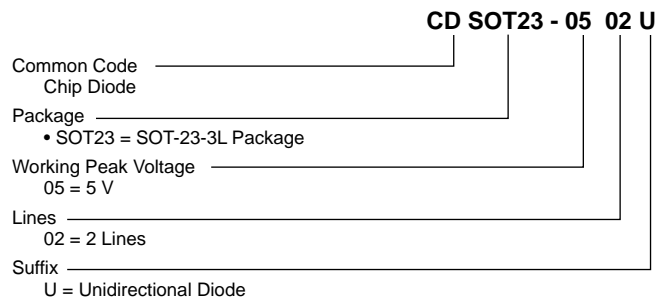 CD SOT23 - 05 02 U
Common Code
Chip Diode
Package
• SOT23 = SOT-23-3L Package
Working Peak Voltage
05 = 5 V
Lines
02 = 2 Lines
Suffix
U = Unidirectional Diode